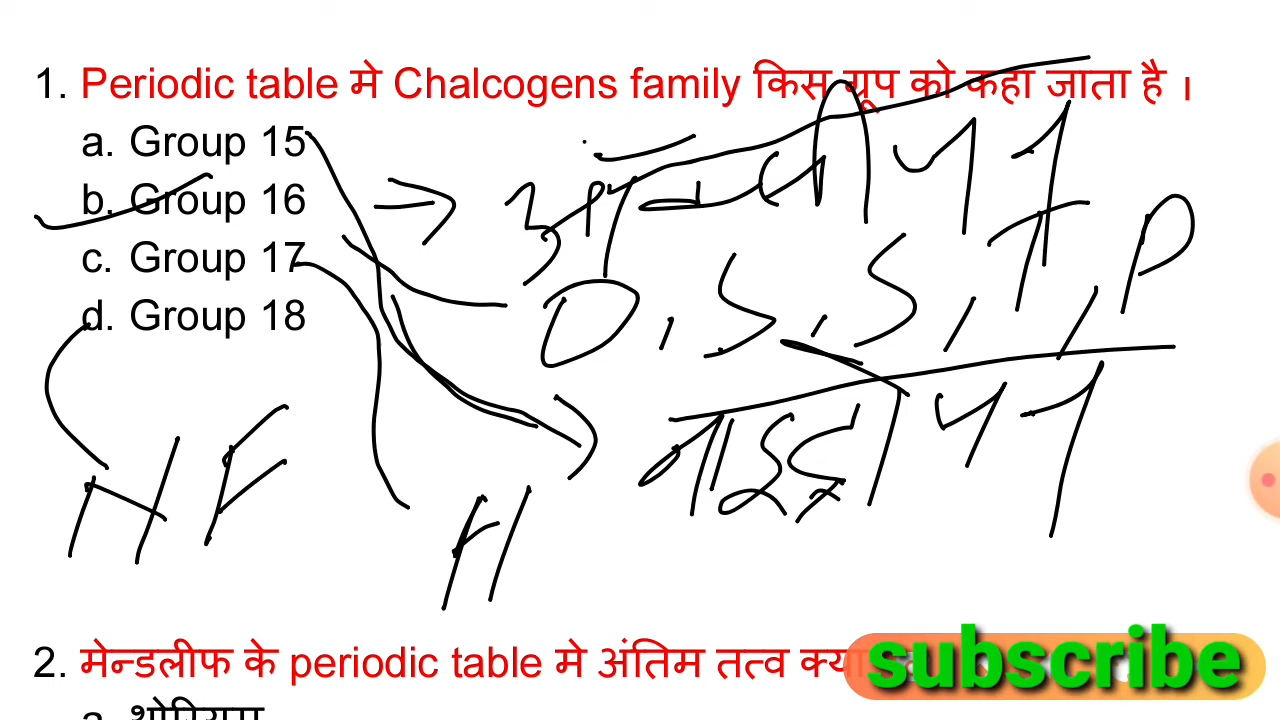 1. Periodic table मे Chalcogens family किस ग्रूप को कहा जाता है ।
a. Group 15
b. Group 16
c. Group 17
d. Group 18
O, S, S, T, P
H
2. मेन्डलीफ के periodic table मे अंतिम तत्व क्या
subscribe
a. थोरियम